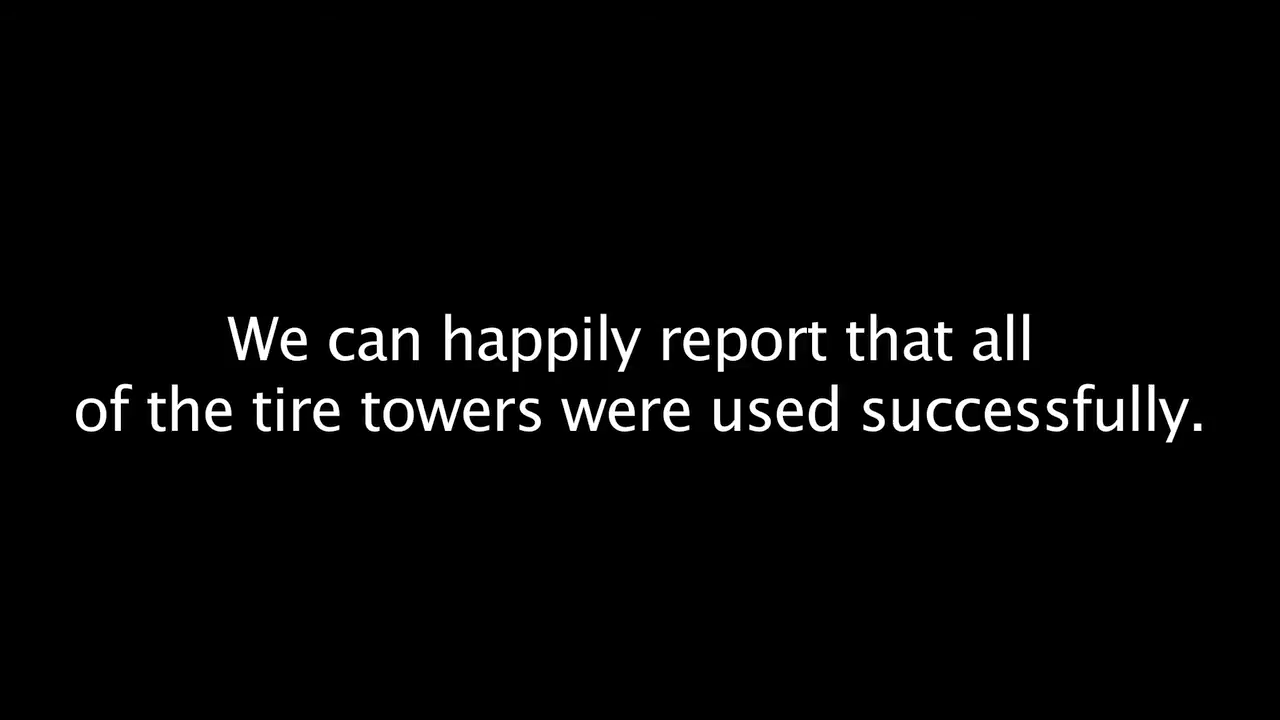 We can happily report that all
of the tire towers were used successfully.